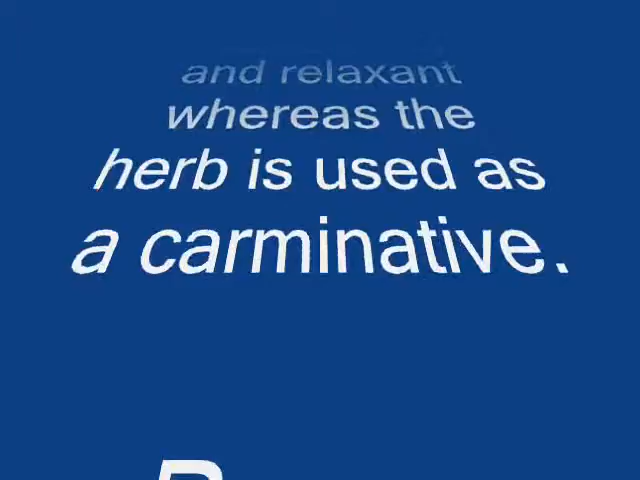 and relaxant
whereas the
herb is used as
a carminative.